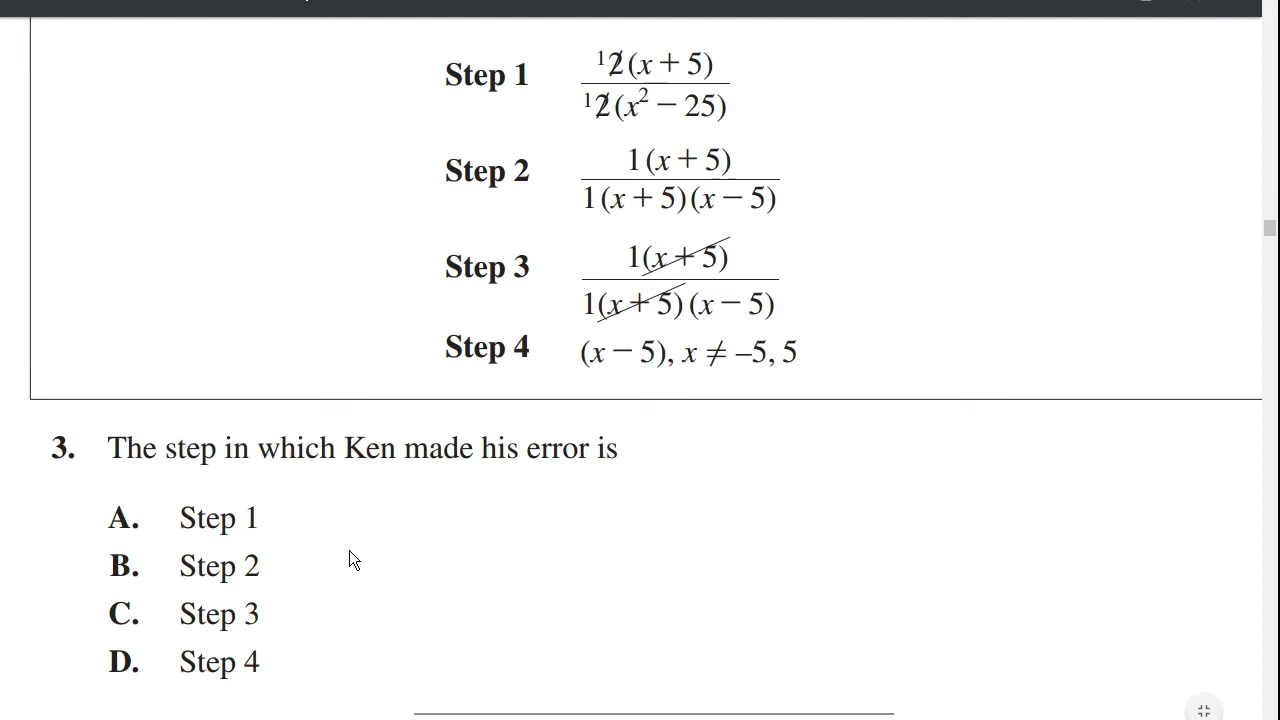 Step 1 ¹2(x + 5)
¹2(x² − 25)
Step 2 1(x + 5)
1(x + 5)(x − 5)
Step 3 1(x + 5)
1(x + 5)(x − 5)
Step 4 (x − 5), x ≠ –5, 5
3. The step in which Ken made his error is
A. Step 1
B. Step 2
C. Step 3
D. Step 4